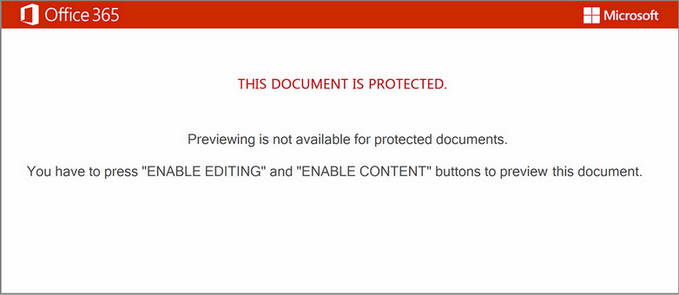 Office 365 Microsoft
THIS DOCUMENT IS PROTECTED.
Previewing is not available for protected documents.
You have to press "ENABLE EDITING" and "ENABLE CONTENT" buttons to preview this document.